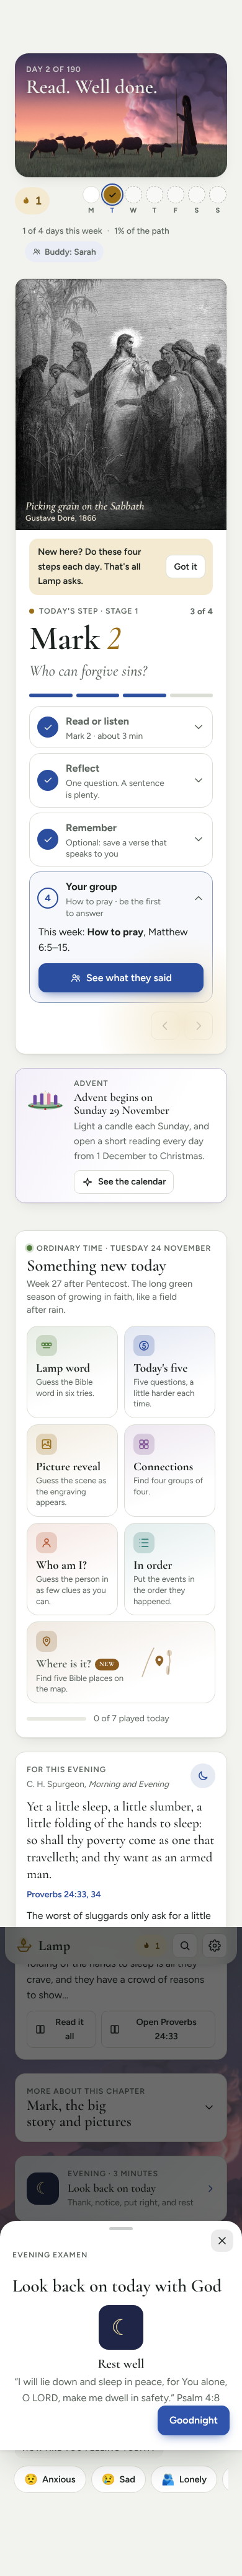 DAY 2 OF 190
Read. Well done.
1
M T W T F S S
1 of 4 days this week · 1% of the path
Buddy: Sarah
Picking grain on the Sabbath
Gustave Doré, 1866
New here? Do these four
steps each day. That's all
Lamp asks.
Got it
TODAY'S STEP · STAGE 1
3 of 4
Mark 2
Who can forgive sins?
Read or listen
Mark 2 · about 3 min
Reflect
One question. A sentence
is plenty.
Remember
Optional: save a verse that
speaks to you
4
Your group
How to pray · be the first
to answer
This week: How to pray, Matthew
6:5–15.
See what they said
ADVENT
Advent begins on
Sunday 29 November
Light a candle each Sunday, and
open a short reading every day
from 1 December to Christmas.
See the calendar
ORDINARY TIME · TUESDAY 24 NOVEMBER
Something new today
Week 27 after Pentecost. The long green
season of growing in faith, like a field
after rain.
Lamp word
Guess the Bible
word in six tries.
5
Today's five
Five questions, a
little harder each
time.
Picture reveal
Guess the scene as
the engraving
appears.
Connections
Find four groups of
four.
Who am I?
Guess the person in
as few clues as you
can.
In order
Put the events in
the order they
happened.
Where is it? NEW
Find five Bible places on
the map.
0 of 7 played today
FOR THIS EVENING
C. H. Spurgeon, Morning and Evening
Yet a little sleep, a little slumber, a
little folding of the hands to sleep:
so shall thy poverty come as one that
travelleth; and thy want as an armed
man.
Proverbs 24:33, 34
The worst of sluggards only ask for a little
Lamp
1
folding of the hands to sleep is all they
crave, and they have a crowd of reasons
to show...
Read it
all
Open Proverbs
24:33
MORE ABOUT THIS CHAPTER
Mark, the big
story and pictures
EVENING · 3 MINUTES
Look back on today
Thank, notice, put right, and rest
EVENING EXAMEN
Look back on today with God
Rest well
"I will lie down and sleep in peace, for You alone,
O LORD, make me dwell in safety." Psalm 4:8
Goodnight
Anxious
Sad
Lonely